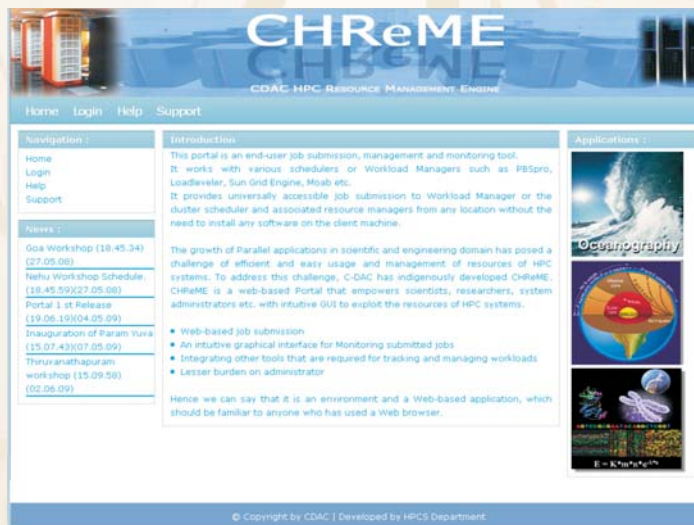 CHReME
CDAC HPC RESOURCE MANAGEMENT ENGINE
Home Login Help Support
Navigation :
Home
Login
Help
Support
News :
Goa Workshop (18.45.34)
(27.05.08)
Nehu Workshop Schedule.
(18.45.59)(27.05.08)
Portal 1 st Release
(19.06.19)(04.05.09)
Inauguration of Param Yuva
(15.07.43)(07.05.09)
Thiruvanathapuram
workshop (15.09.58)
(02.06.09)
Introduction
This portal is an end-user job submission, management and monitoring tool.
It works with various schedulers or Workload Managers such as PBSpro,
Loadleveler, Sun Grid Engine, Moab etc.
It provides universally accessible job submission to Workload Manager or the
cluster scheduler and associated resource managers from any location without the
need to install any software on the client machine.
The growth of Parallel applications in scientific and engineering domain has posed a
challenge of efficient and easy usage and management of resources of HPC
systems. To address this challenge, C-DAC has indigenously developed CHReME.
CHReME is a web-based Portal that empowers scientists, researchers, system
administrators etc. with intuitive GUI to exploit the resources of HPC systems.
Web-based job submission
An intuitive graphical interface for Monitoring submitted jobs
Integrating other tools that are required for tracking and managing workloads
Lesser burden on administrator
Hence we can say that it is an environment and a Web-based application, which
should be familiar to anyone who has used a Web browser.
Applications :
Oceanography
© Copyright by CDAC | Developed by HPCS Department